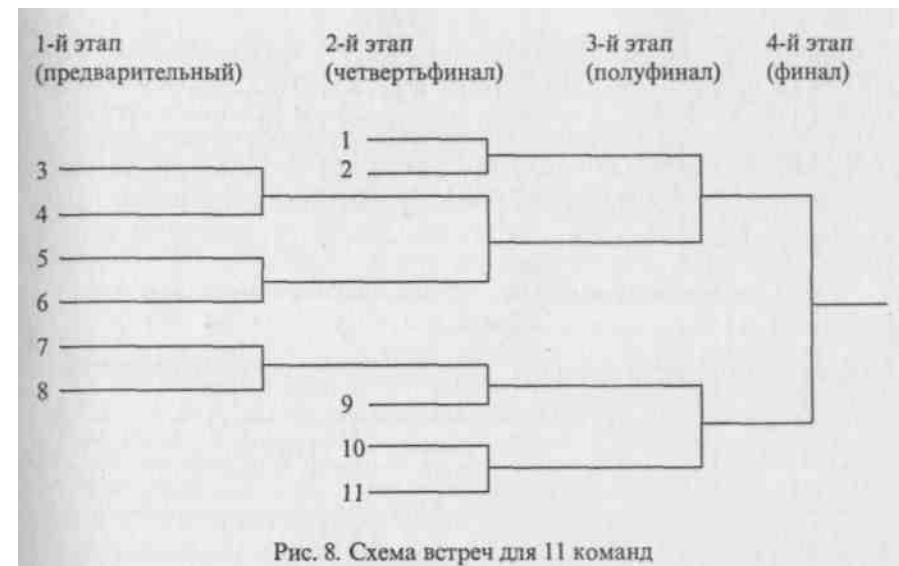 1-й этап
(предварительный)
2-й этап
(четвертьфинал)
3-й этап
(полуфинал)
4-й этап
(финал)
1
2
3
4
5
6
7
8
9
10
11
Рис. 8. Схема встреч для 11 команд